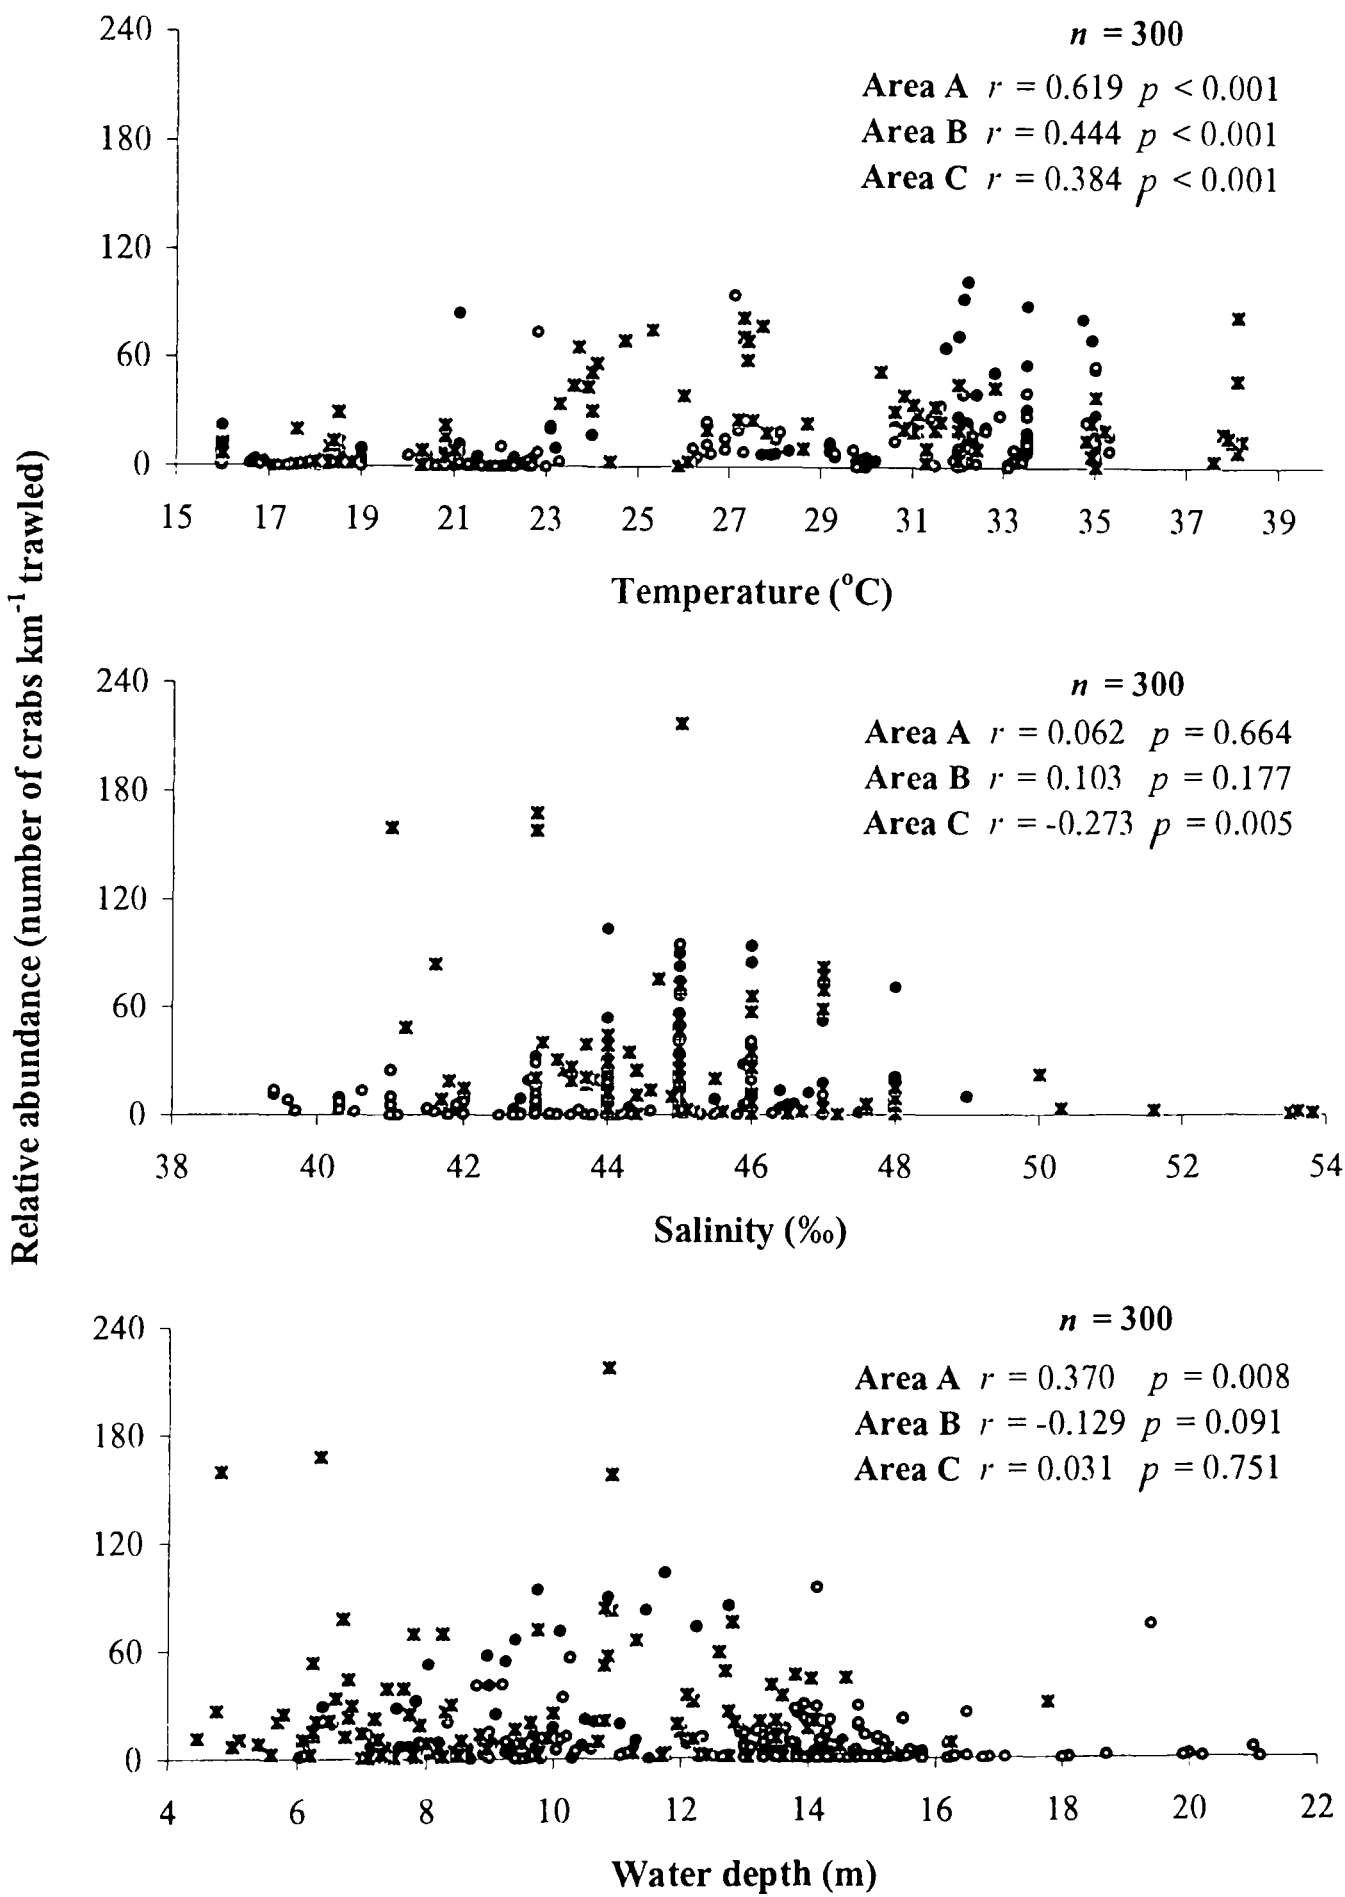 Relative abundance (number of crabs km⁻¹ trawled)
240
180
120
60
0
n = 300
Area A r = 0.619 p < 0.001
Area B r = 0.444 p < 0.001
Area C r = 0.384 p < 0.001
15 17 19 21 23 25 27 29 31 33 35 37 39
Temperature (°C)
240
180
120
60
0
n = 300
Area A r = 0.062 p = 0.664
Area B r = 0.103 p = 0.177
Area C r = -0.273 p = 0.005
38 40 42 44 46 48 50 52 54
Salinity (‰)
240
180
120
60
0
n = 300
Area A r = 0.370 p = 0.008
Area B r = -0.129 p = 0.091
Area C r = 0.031 p = 0.751
4 6 8 10 12 14 16 18 20 22
Water depth (m)